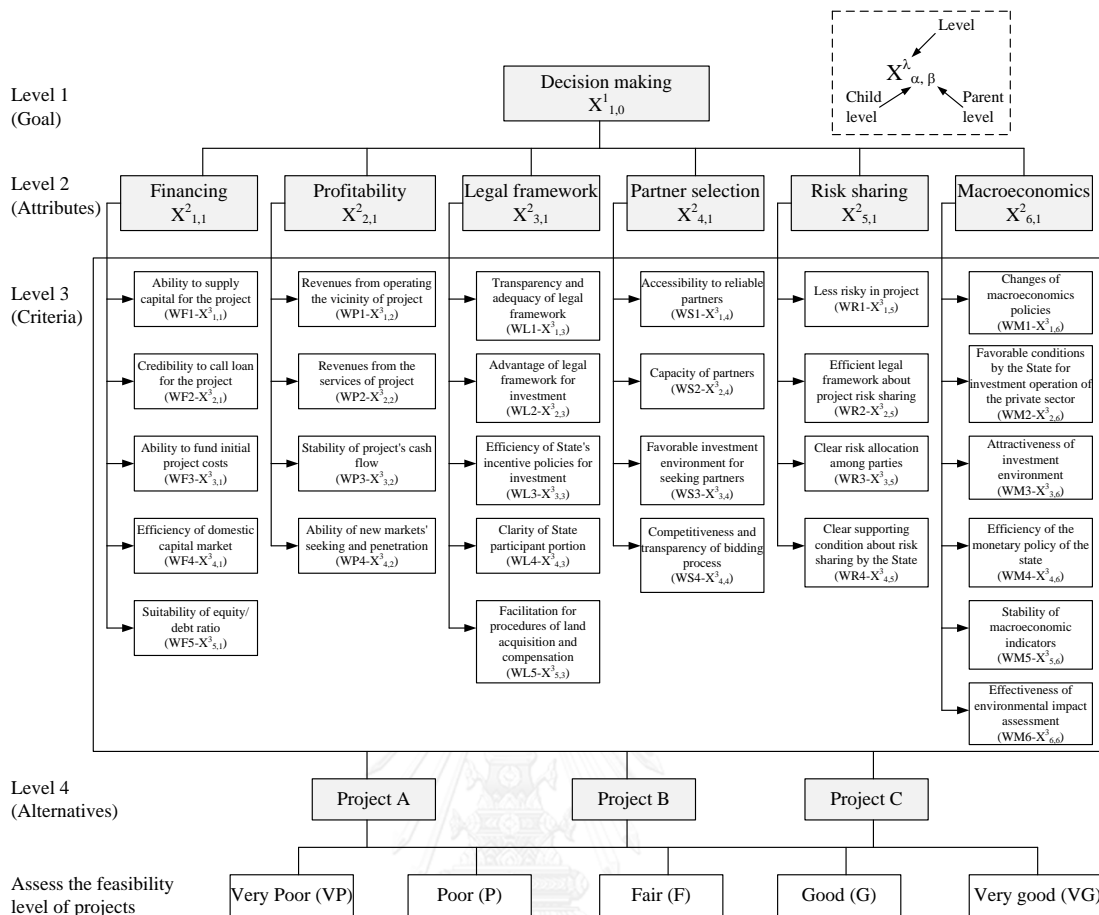 Level
X^λ_α, β
Child
level
Parent
level
Level 1
(Goal)
Decision making
X^1_1,0
Level 2
(Attributes)
Financing
X^2_1,1
Profitability
X^2_2,1
Legal framework
X^2_3,1
Partner selection
X^2_4,1
Risk sharing
X^2_5,1
Macroeconomics
X^2_6,1
Level 3
(Criteria)
Ability to supply
capital for the project
(WF1-X^3_1,1)
Credibility to call loan
for the project
(WF2-X^3_2,1)
Ability to fund initial
project costs
(WF3-X^3_3,1)
Efficiency of domestic
capital market
(WF4-X^3_4,1)
Suitability of equity/
debt ratio
(WF5-X^3_5,1)
Revenues from operating
the vicinity of project
(WP1-X^3_1,2)
Revenues from the
services of project
(WP2-X^3_2,2)
Stability of project's cash
flow
(WP3-X^3_3,2)
Ability of new markets'
seeking and penetration
(WP4-X^3_4,2)
Transparency and
adequacy of legal
framework
(WL1-X^3_1,3)
Advantage of legal
framework for
investment
(WL2-X^3_2,3)
Efficiency of State's
incentive policies for
investment
(WL3-X^3_3,3)
Clarity of State
participant portion
(WL4-X^3_4,3)
Facilitation for
procedures of land
acquisition and
compensation
(WL5-X^3_5,3)
Accessibility to reliable
partners
(WS1-X^3_1,4)
Capacity of partners
(WS2-X^3_2,4)
Favorable investment
environment for
seeking partners
(WS3-X^3_3,4)
Competitiveness and
transparency of bidding
process
(WS4-X^3_4,4)
Less risky in project
(WR1-X^3_1,5)
Efficient legal
framework about
project risk sharing
(WR2-X^3_2,5)
Clear risk allocation
among parties
(WR3-X^3_3,5)
Clear supporting
condition about risk
sharing by the State
(WR4-X^3_4,5)
Changes of
macroeconomics
policies
(WM1-X^3_1,6)
Favorable conditions
by the State for
investment operation of
the private sector
(WM2-X^3_2,6)
Attractiveness of
investment
environment
(WM3-X^3_3,6)
Efficiency of the
monetary policy of the
state
(WM4-X^3_4,6)
Stability of
macroeconomic
indicators
(WM5-X^3_5,6)
Effectiveness of
environmental impact
assessment
(WM6-X^3_6,6)
Level 4
(Alternatives)
Project A
Project B
Project C
Assess the feasibility
level of projects
Very Poor (VP)
Poor (P)
Fair (F)
Good (G)
Very good (VG)